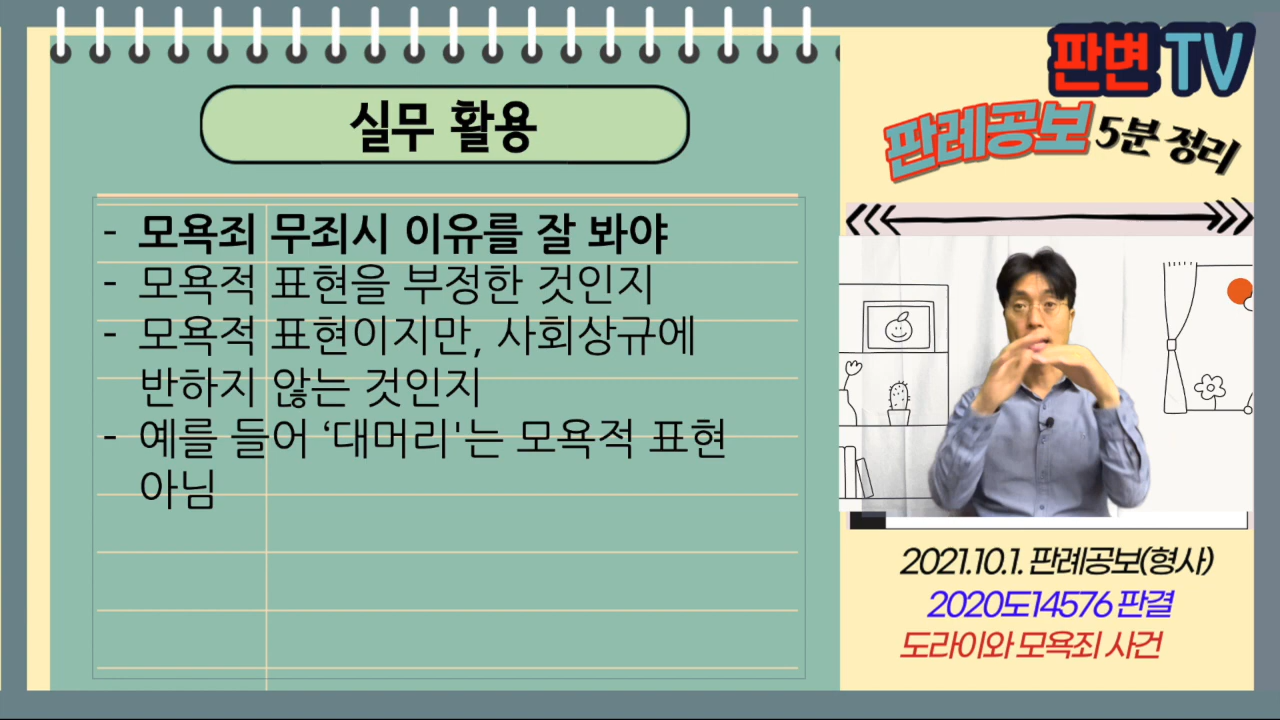 실무 활용
- 모욕죄 무죄시 이유를 잘 봐야
- 모욕적 표현을 부정한 것인지
- 모욕적 표현이지만, 사회상규에
반하지 않는 것인지
- 예를 들어 ‘대머리'는 모욕적 표현
아님
판변 TV
판례공보 5분 정리
2021.10.1. 판례공보(형사)
2020도14576 판결
도라이와 모욕죄 사건